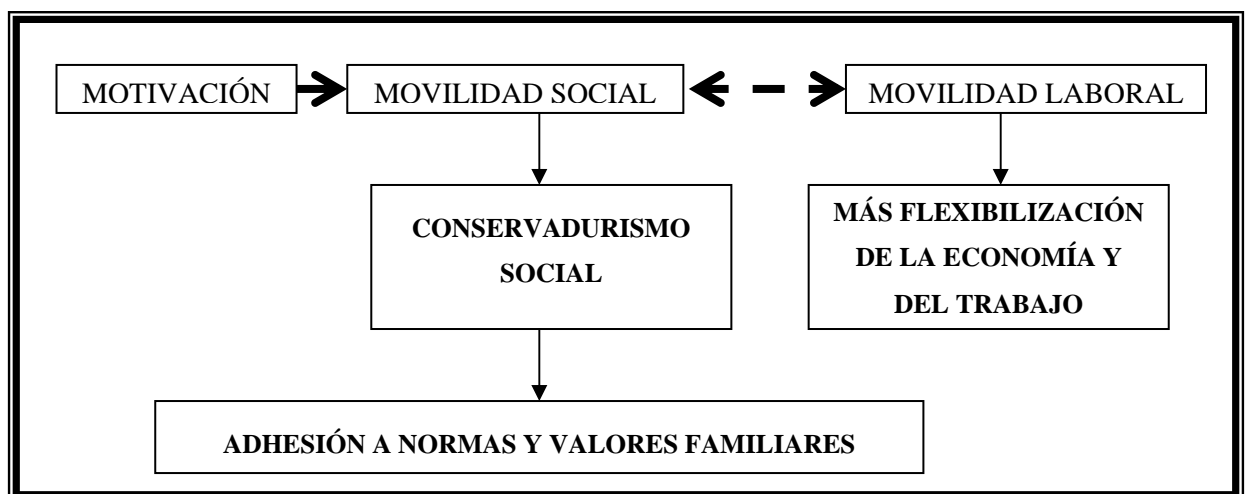 MOTIVACIÓN
MOVILIDAD SOCIAL
MOVILIDAD LABORAL
CONSERVADURISMO
SOCIAL
MÁS FLEXIBILIZACIÓN
DE LA ECONOMÍA Y
DEL TRABAJO
ADHESIÓN A NORMAS Y VALORES FAMILIARES